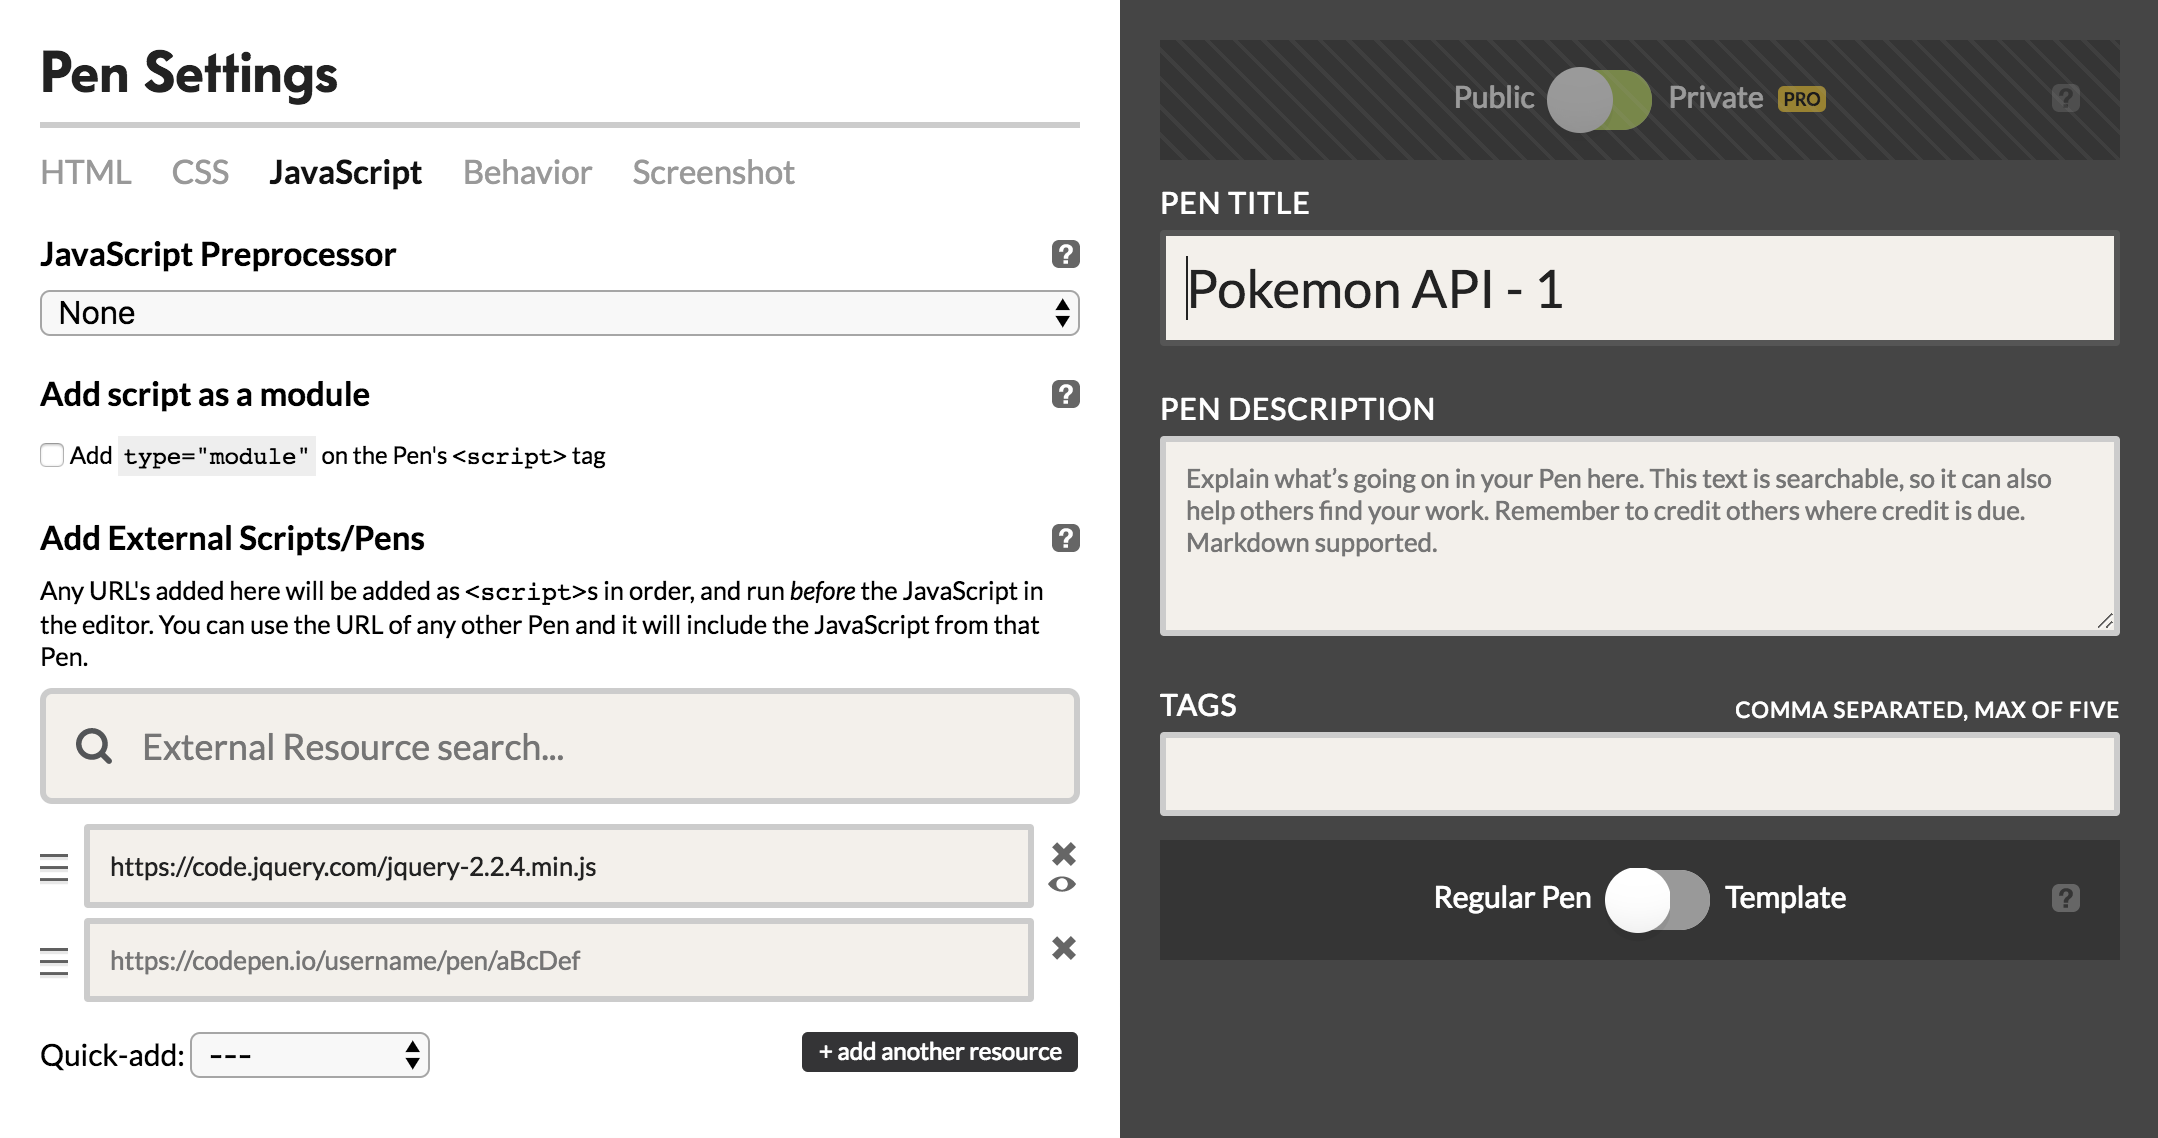 Pen Settings
HTML CSS JavaScript Behavior Screenshot
JavaScript Preprocessor ?
None
Add script as a module ?
Add type="module" on the Pen's <script> tag
Add External Scripts/Pens ?
Any URL's added here will be added as <script>s in order, and run before the JavaScript in
the editor. You can use the URL of any other Pen and it will include the JavaScript from that
Pen.
External Resource search...
https://code.jquery.com/jquery-2.2.4.min.js
https://codepen.io/username/pen/aBcDef
Quick-add: ---
+ add another resource
Public Private PRO ?
PEN TITLE
Pokemon API - 1
PEN DESCRIPTION
Explain what’s going on in your Pen here. This text is searchable, so it can also
help others find your work. Remember to credit others where credit is due.
Markdown supported.
TAGS COMMA SEPARATED, MAX OF FIVE
Regular Pen Template ?